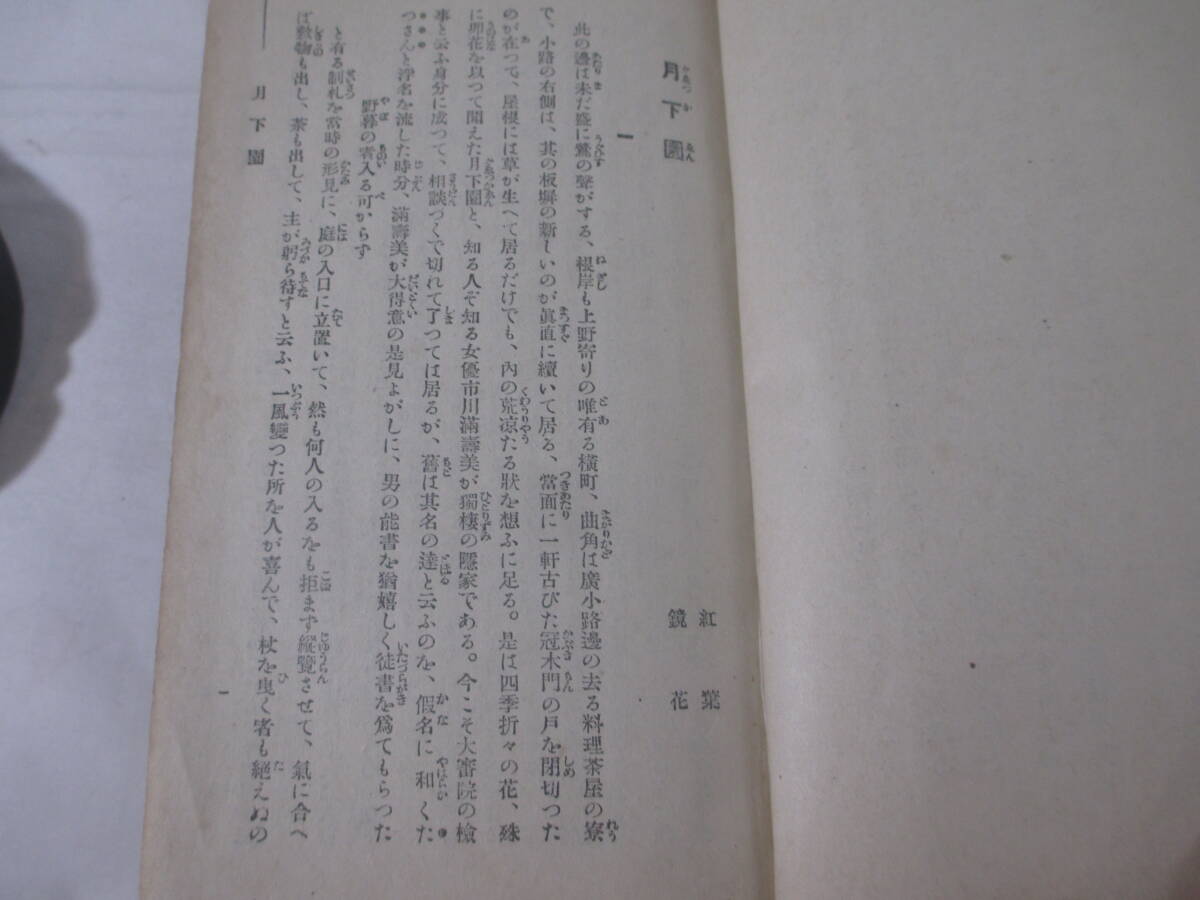 月下園
紅葉
鏡花
一
此の邊は未だ盛に鶯の聲がする、根岸も上野寄りの唯有る横町、曲角は廣小路邊の去る料理茶屋の寮
で、小路の右側は、其の板塀の新しいのが眞直に續いて居る、當面に一軒古びた冠木門の戸を閉切つた
のが在つて、屋根には草が生へて居るだけでも、内の荒凉たる狀を想ふに足る。是は四季折々の花、殊
に卯花を以つて聞えた月下園と、知る人ぞ知る女優市川滿壽美が獨棲の隱家である。今こそ大審院の檢
事と云ふ身分に成つて、相談づくで切れて了つては居るが、舊は其名の達と云ふのを、假名に和くた
つさんと浮名を流した時分、滿壽美が大得意の是見よがしに、男の能書を猶嬉しく徒書を爲てもらつた
野暮の者入る可からず
と有る制札を當時の形見に、庭の入口に立置いて、然も何人の入るをも拒まず縱覽させて、氣に合へ
ば敷物も出し、茶も出して、主が躬ら待すと云ふ、一風變つた所を人が喜んで、杖を曳く者も絕えぬの
月下園
一